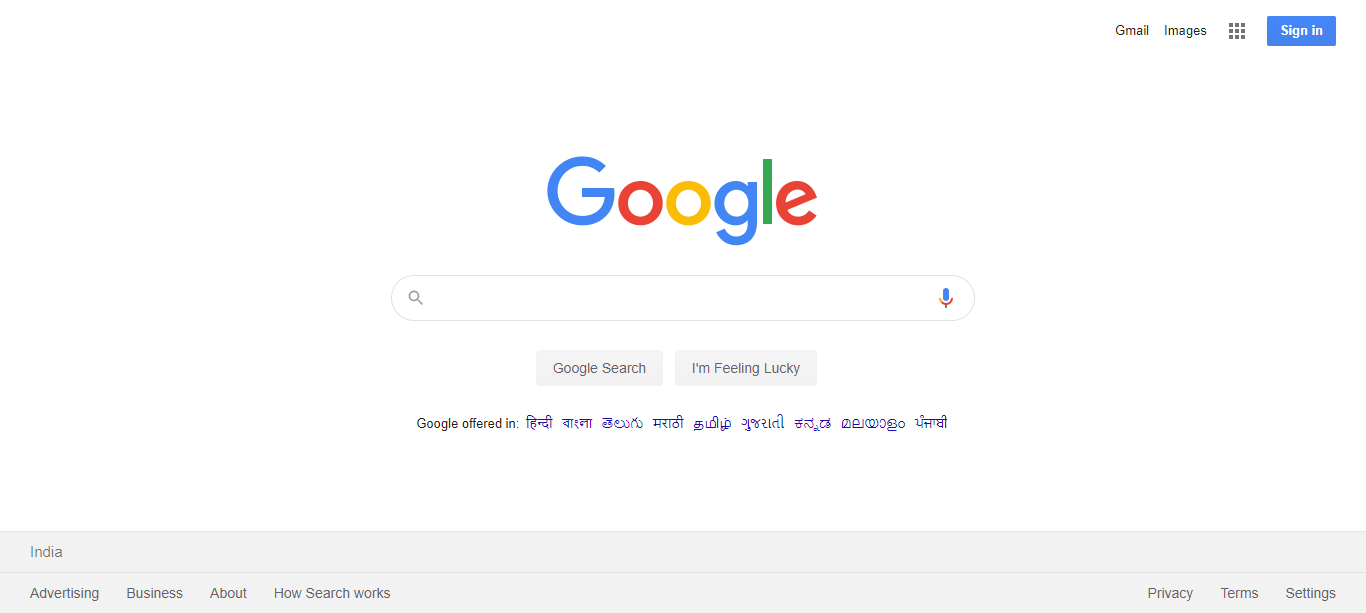 Gmail Images Sign in
Google
Google Search I'm Feeling Lucky
Google offered in: हिन्दी বাংলা తెలుగు मराठी தமிழ் ગુજરાતી ಕನ್ನಡ മലയാളം ਪੰਜਾਬੀ
India
Advertising Business About How Search works Privacy Terms Settings